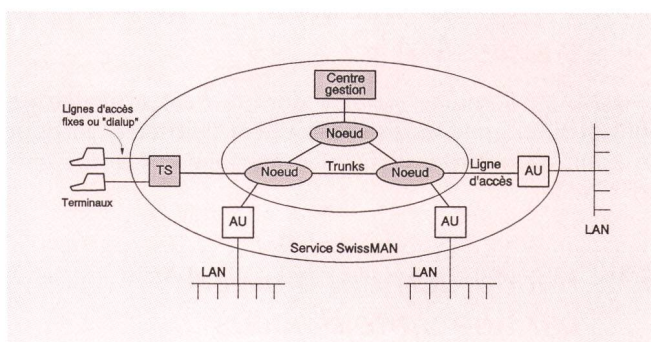 Centre
gestion
Lignes d'accès
fixes ou "dialup"
Noeud
TS
Noeud
Trunks
Noeud
Ligne
d'accès
AU
Terminaux
AU
AU
LAN
Service SwissMAN
LAN
LAN